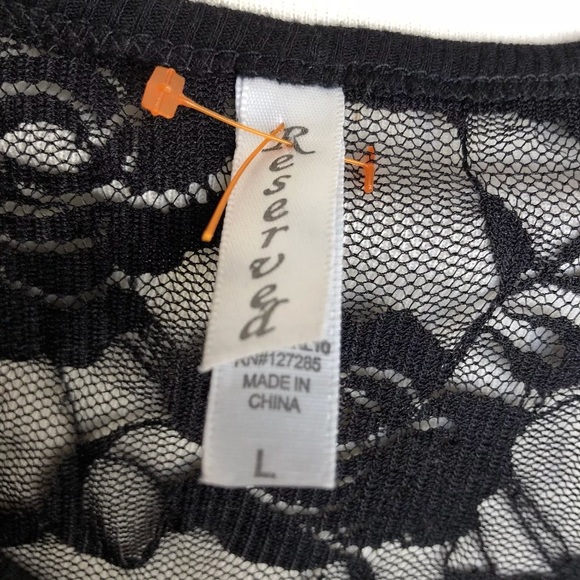 Reserved
RN#127285
MADE IN
CHINA
L